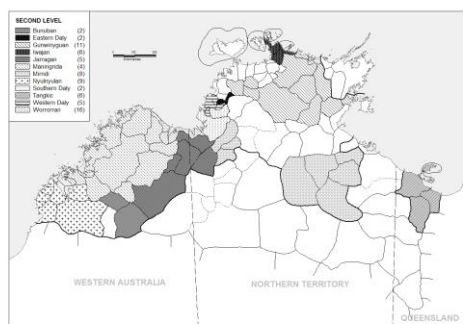 SECOND LEVEL
Bunuban (2)
Eastern Daly (2)
Gunwinyguan (11)
Iwaijan (6)
Jarragan (5)
Maningrida (4)
Mirndi (8)
Nyulnyulan (9)
Southern Daly (2)
Tangkic (6)
Western Daly (5)
Worrorran (16)
WESTERN AUSTRALIA
NORTHERN TERRITORY
QUEENSLAND